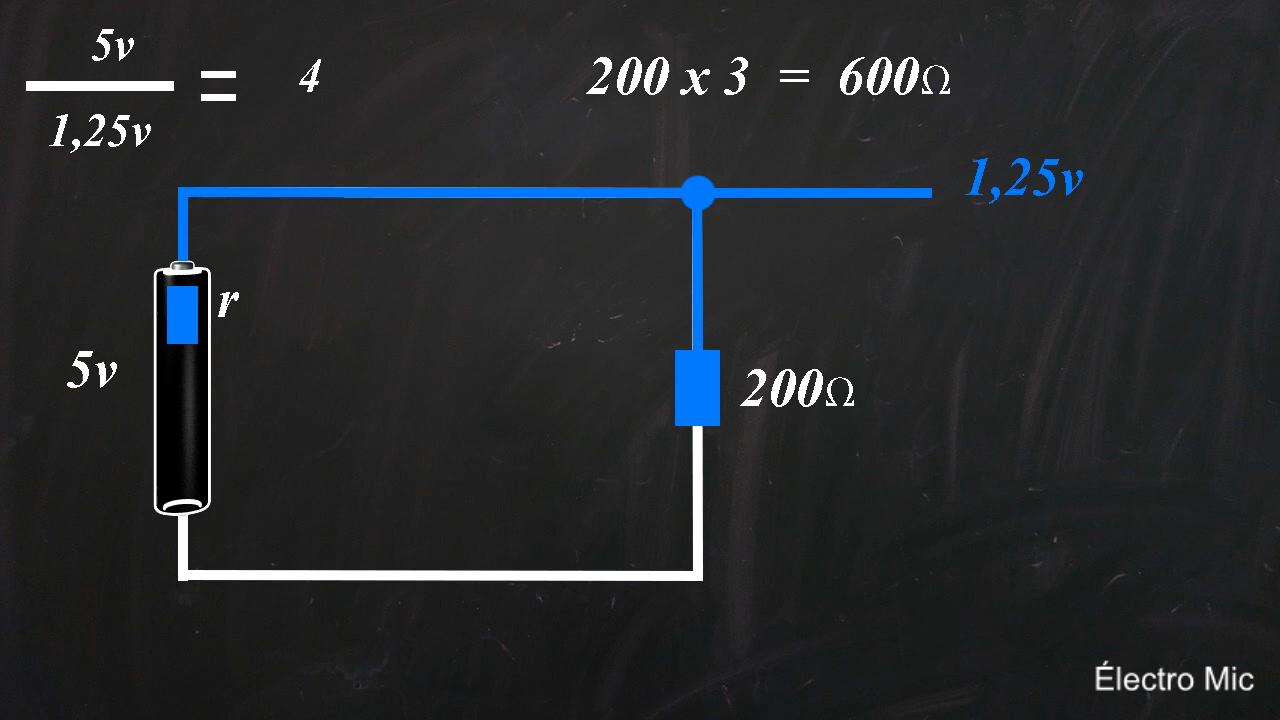 5v
1,25v
= 4
200 x 3 = 600Ω
1,25v
r
5v
200Ω
Électro Mic